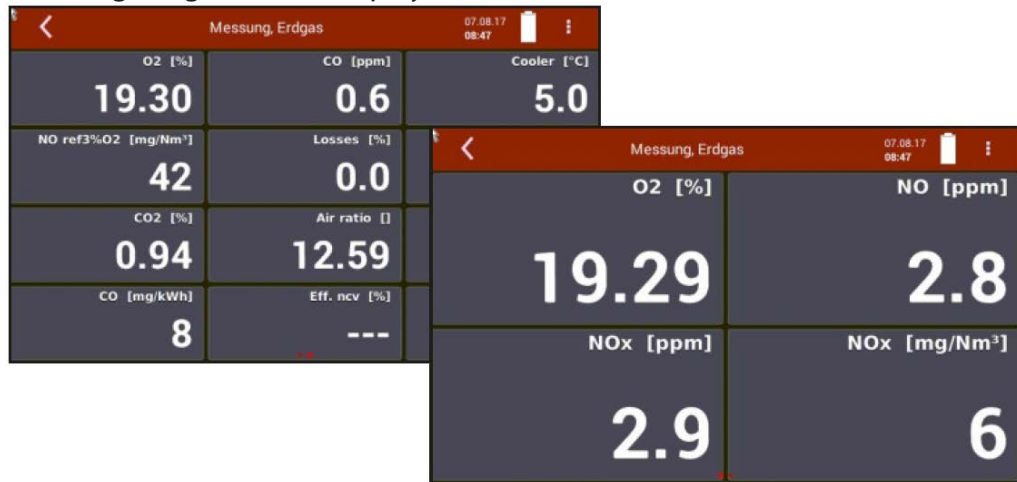 Messung, Erdgas 07.08.17
08:47
O2 [%] CO [ppm] Cooler [°C]
19.30 0.6 5.0
NO ref3%O2 [mg/Nm³] Losses [%]
42 0.0
CO2 [%] Air ratio []
0.94 12.59
CO [mg/kWh] Eff. ncv [%]
8 ---
Messung, Erdgas 07.08.17
08:47
O2 [%] NO [ppm]
19.29 2.8
NOx [ppm] NOx [mg/Nm³]
2.9 6